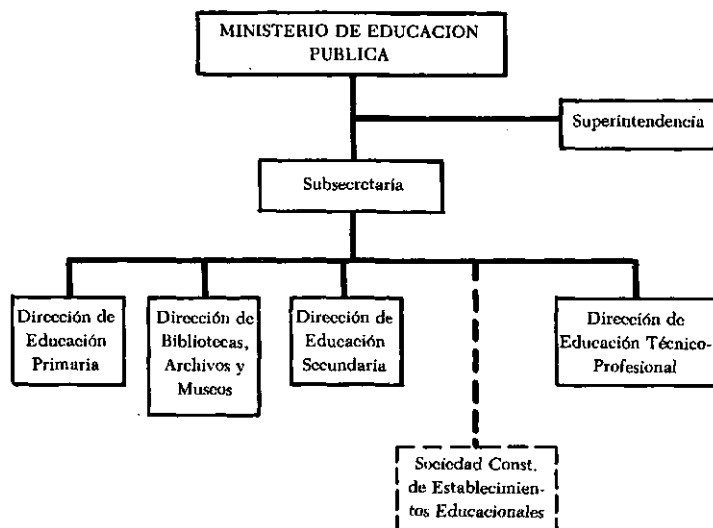 MINISTERIO DE EDUCACION
PUBLICA
Superintendencia
Subsecretaría
Dirección de
Educación
Primaria
Dirección de
Bibliotecas,
Archivos y
Museos
Dirección de
Educación
Secundaría
Dirección de
Educación Técnico-
Profesional
Sociedad Const.
de Establecimien-
tos Educacionales